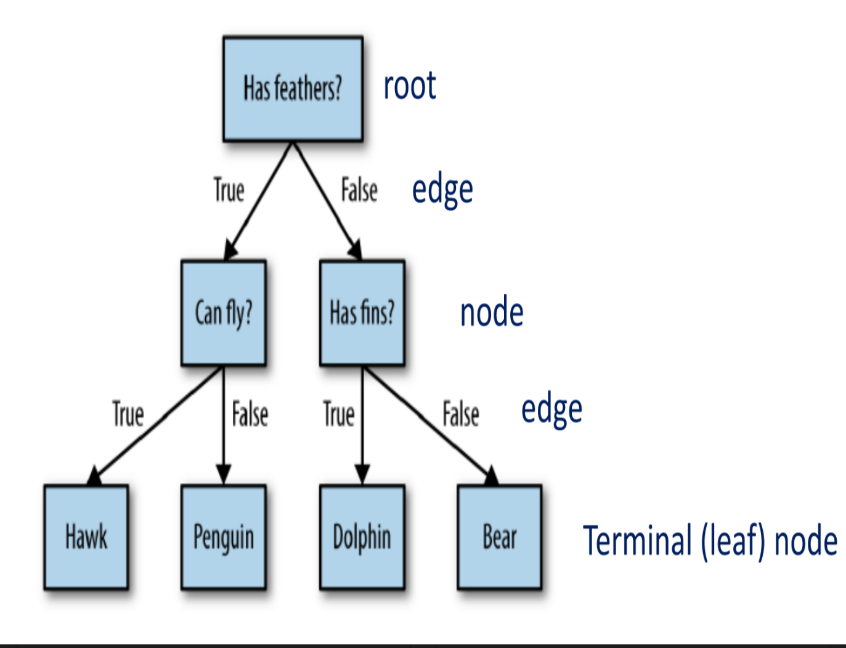 Has feathers? root
True False edge
Can fly? Has fins? node
True False True False edge
Hawk Penguin Dolphin Bear Terminal (leaf) node